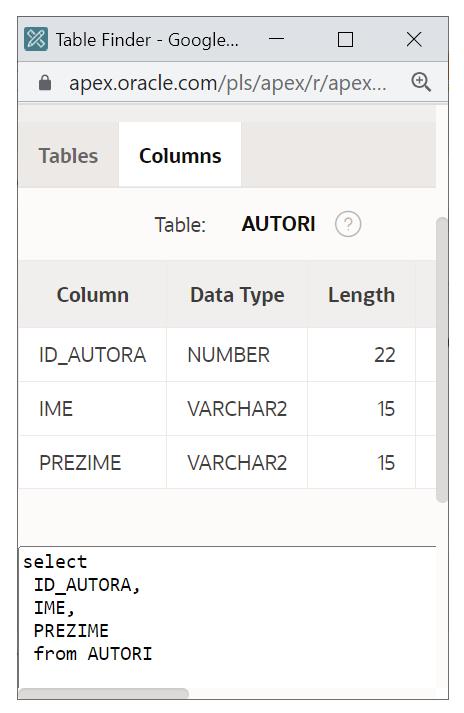 Table Finder - Google...
apex.oracle.com/pls/apex/r/apex...
Tables Columns
Table: AUTORI ?
Column Data Type Length
ID_AUTORA NUMBER 22
IME VARCHAR2 15
PREZIME VARCHAR2 15
select
ID_AUTORA,
IME,
PREZIME
from AUTORI